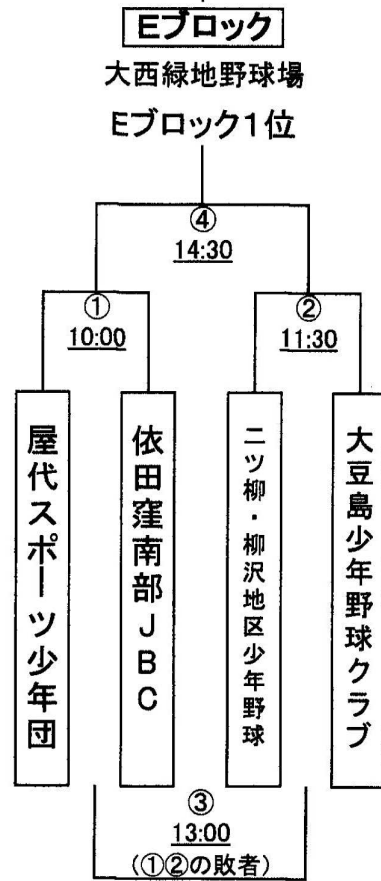 Eブロック
大西緑地野球場
Eブロック1位
④
14:30
①
10:00
②
11:30
屋代スポーツ少年団
依田窪南部JBC
二ツ柳・柳沢地区少年野球
大豆島少年野球クラブ
③
13:00
(①②の敗者)